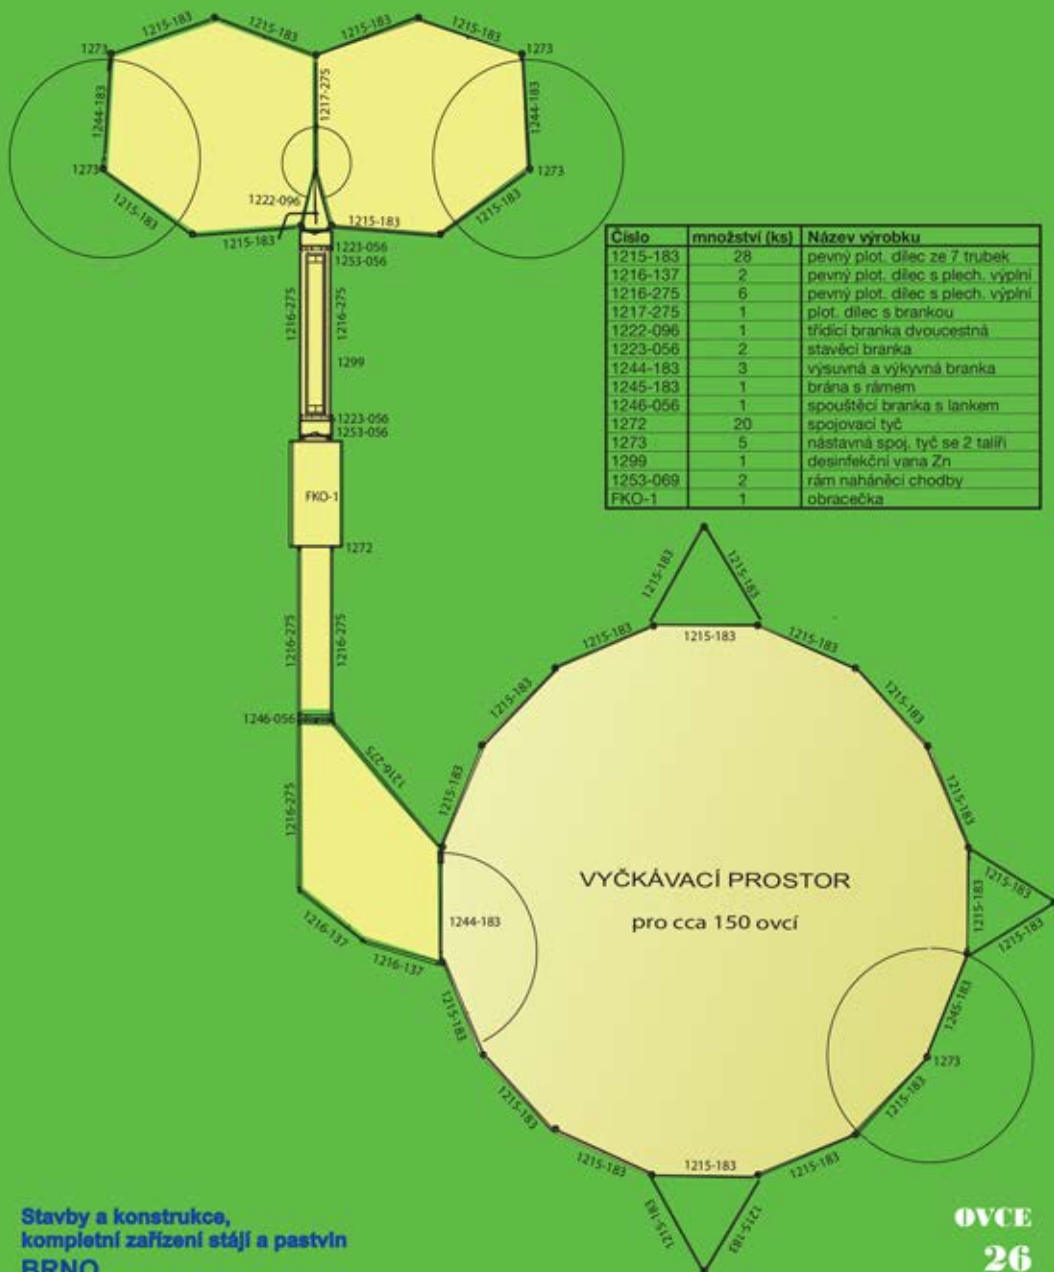 1215-183 1215-183 1215-183 1215-183
1273 1273
1244-183 1217-275 1244-183
1273 1273
1222-096
1215-183 1215-183 1215-183 1215-183
1223-056
1253-056
1216-275 1216-275
1299
1223-056
1253-056
FKO-1
1272
1216-275 1216-275
1246-056
1216-275
1216-275
1216-137
1216-137
1244-183
Číslo množství (ks) Název výrobku
1215-183 28 pevný plot. dílec ze 7 trubek
1216-137 2 pevný plot. dílec s plech. výplní
1216-275 6 pevný plot. dílec s plech. výplní
1217-275 1 plot. dílec s brankou
1222-096 1 třídící branka dvoucestná
1223-056 2 stavěcí branka
1244-183 3 výsuvná a výkyvná branka
1245-183 1 brána s rámem
1246-056 1 spouštěcí branka s lankem
1272 20 spojovací tyč
1273 5 nástavná spoj. tyč se 2 talíři
1299 1 desinfekční vana Zn
1253-069 2 rám naháněcí chodby
FKO-1 1 obracečka
1215-183 1215-183
1215-183 1215-183 1215-183
1215-183 1215-183
1215-183 1215-183
1215-183
1215-183
1215-183
VYČKÁVACÍ PROSTOR
pro cca 150 ovcí
1245-183
1273
1215-183 1215-183
1215-183 1215-183
1215-183 1215-183 1215-183
1215-183 1215-183
Stavby a konstrukce,
kompletní zařízení stájí a pastvin
BRNO
OVCE
26